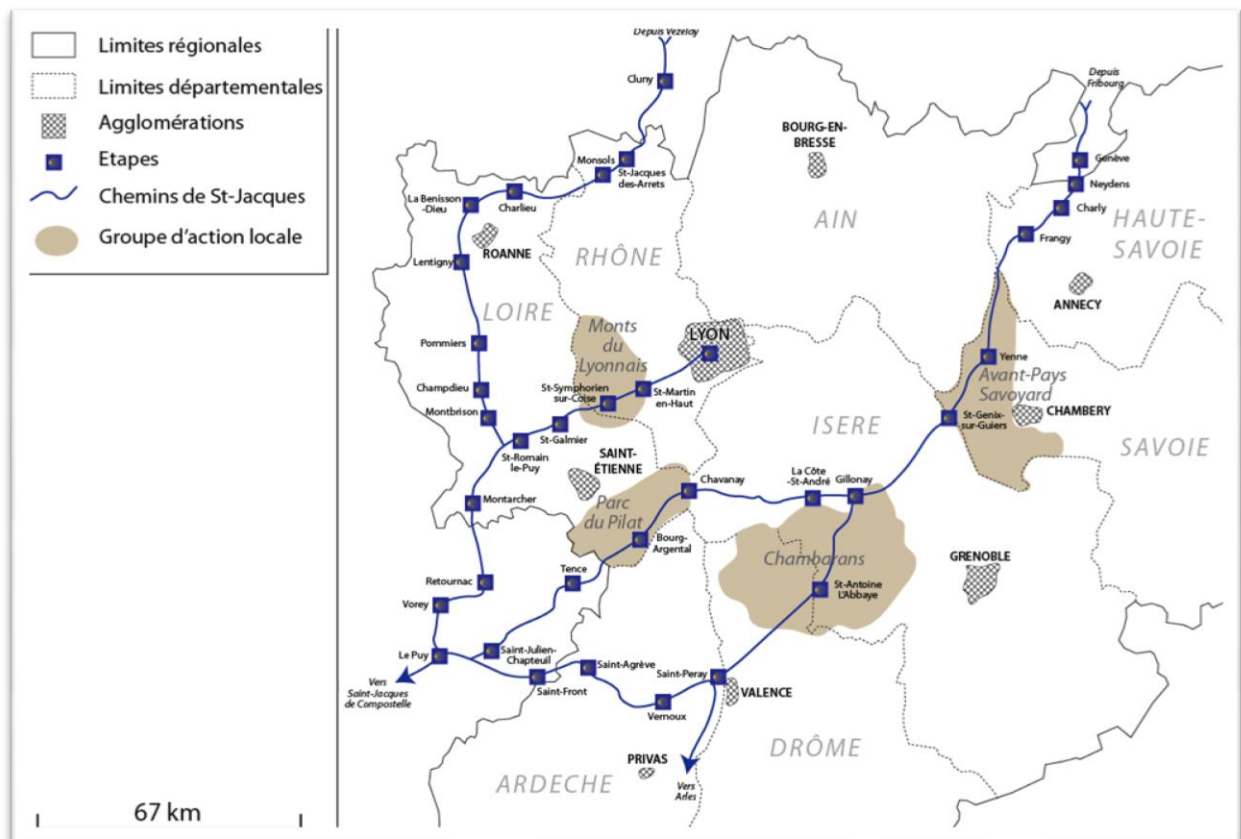 Limites régionales
Limites départementales
Agglomérations
Etapes
Chemins de St-Jacques
Groupe d'action locale
67 km
Depuis Vezelay
Cluny
Depuis
Fribourg
BOURG-EN-
BRESSE
Monsols
St-Jacques
des-Arrets
Genève
Neydens
La Benisson
-Dieu
Charlieu
Charly
HAUTE-
SAVOIE
AIN
Frangy
ROANNE
RHÔNE
Lentigny
ANNECY
LOIRE
Monts
du
Lyonnais
LYON
Pommiers
Yenne
Avant-Pays
Savoyard
Champdieu
St-Symphorien
sur-Coise
St-Martin
en-Haut
Montbrison
CHAMBERY
St-Genix-
sur-Guiers
St-Galmier
ISERE
St-Romain
le-Puy
SAVOIE
SAINT-
ÉTIENNE
La Côte
-St-André
Gillonay
Chavanay
Montarcher
Parc
du Pilat
Bourg-
Argental
Chambarans
GRENOBLE
Tence
Retournac
St-Antoine
L'Abbaye
Vorey
Le Puy
Saint-Julien-
Chapteuil
Saint-Agrève
Saint-Peray
Vers
Saint-Jacques
de Compostelle
Saint-Front
VALENCE
Vernoux
DRÔME
PRIVAS
ARDECHE
Vers
Arles